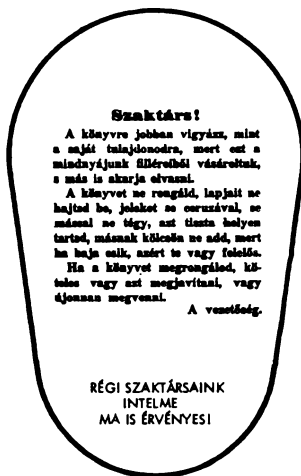 Szaktárs!
A könyvre jobban vigyázz, mint
a saját tulajdonodra, mert ezt a
mindnyájunk filléreiből vásároltuk,
s más is akarja olvasni.
A könyvet ne rongáld, lapjait ne
hajtsd be, jeleket se ceruzával, se
mással ne tégy, azt tiszta helyen
tartsd, másnak kölcsön ne add, mert
ha baja esik, azért te vagy felelős.
Ha a könyvet megrongálod, kö-
teles vagy azt megjavítani, vagy
újonnan megvenni.
A vezetőség.
RÉGI SZAKTÁRSAINK
INTELME
MA IS ÉRVÉNYES!